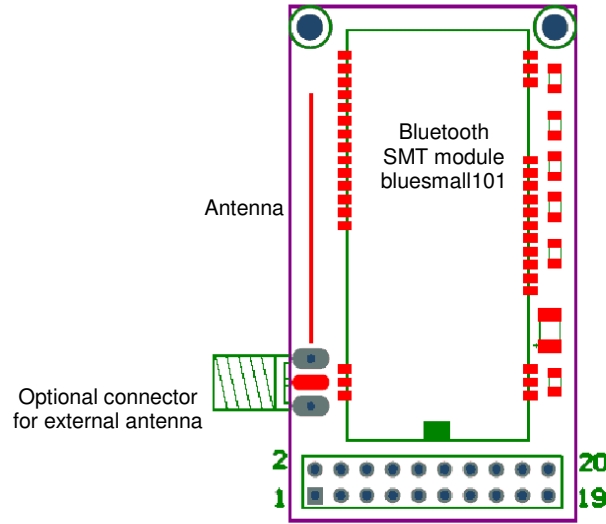 Bluetooth
SMT module
bluesmall101
Antenna
Optional connector
for external antenna
2
20
1
19